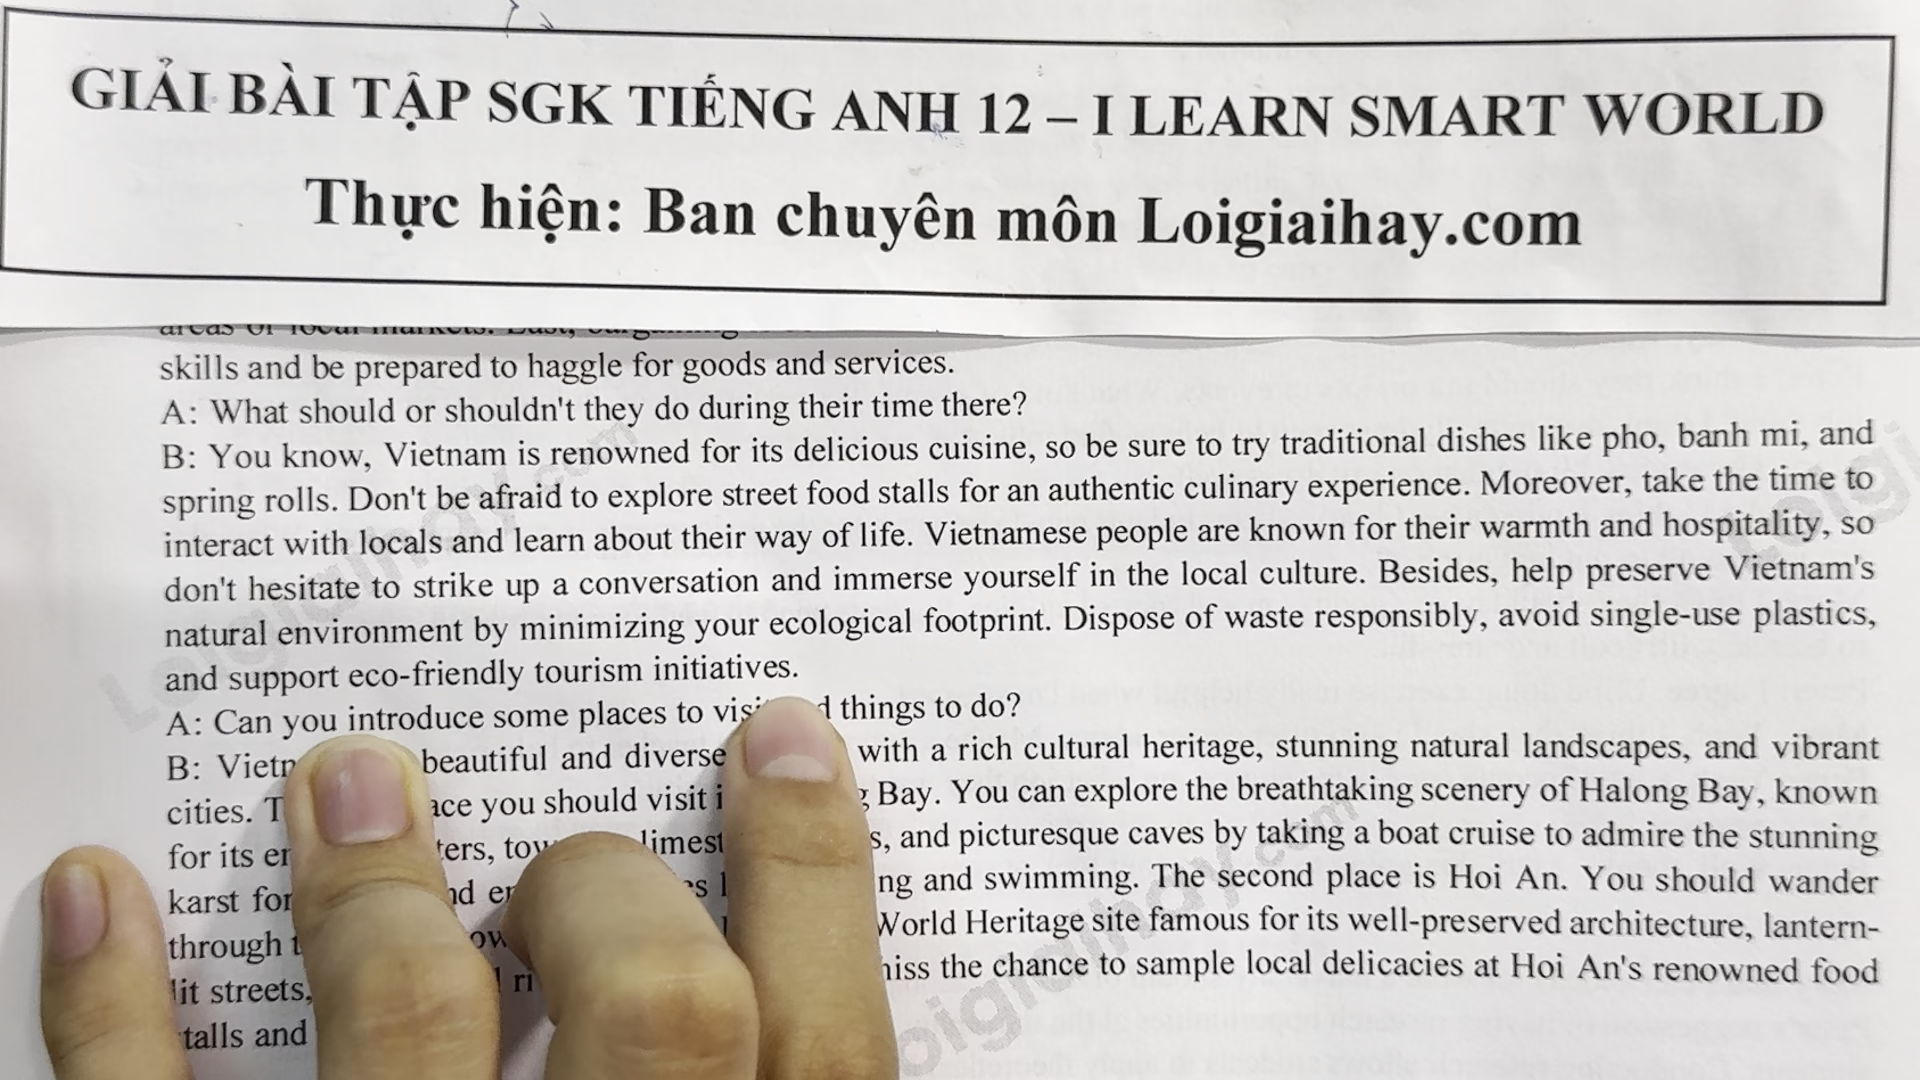 GIẢI BÀI TẬP SGK TIẾNG ANH 12 – I LEARN SMART WORLD
Thực hiện: Ban chuyên môn Loigiaihay.com
areas of local markets. Last,
skills and be prepared to haggle for goods and services.
A: What should or shouldn't they do during their time there?
B: You know, Vietnam is renowned for its delicious cuisine, so be sure to try traditional dishes like pho, banh mi, and
spring rolls. Don't be afraid to explore street food stalls for an authentic culinary experience. Moreover, take the time to
interact with locals and learn about their way of life. Vietnamese people are known for their warmth and hospitality, so
don't hesitate to strike up a conversation and immerse yourself in the local culture. Besides, help preserve Vietnam's
natural environment by minimizing your ecological footprint. Dispose of waste responsibly, avoid single-use plastics,
and support eco-friendly tourism initiatives.
A: Can you introduce some places to things to do?
B: beautiful and diverse with a rich cultural heritage, stunning natural landscapes, and vibrant
cities. you should visit Bay. You can explore the breathtaking scenery of Halong Bay, known
for its and picturesque caves by taking a boat cruise to admire the stunning
karst and swimming. The second place is Hoi An. You should wander
through World Heritage site famous for its well-preserved architecture, lantern-
lit streets, the chance to sample local delicacies at Hoi An's renowned food
and
Loigiaihay.com
Loigiaihay.com